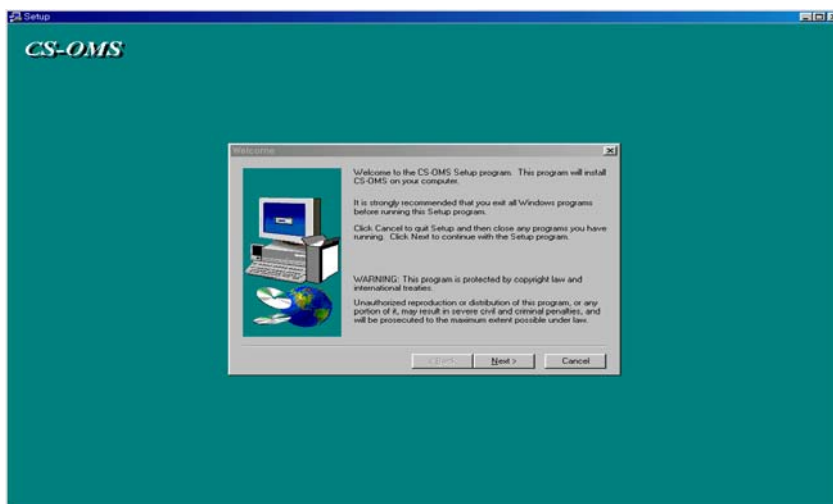 Setup
CS-OMS
Welcome
Welcome to the CS-OMS Setup program. This program will install
CS-OMS on your computer.
It is strongly recommended that you exit all Windows programs
before running this Setup program.
Click Cancel to quit Setup and then close any programs you have
running. Click Next to continue with the Setup program.
WARNING: This program is protected by copyright law and
international treaties.
Unauthorized reproduction or distribution of this program, or any
portion of it, may result in severe civil and criminal penalties, and
will be prosecuted to the maximum extent possible under law.
< Back
Next >
Cancel